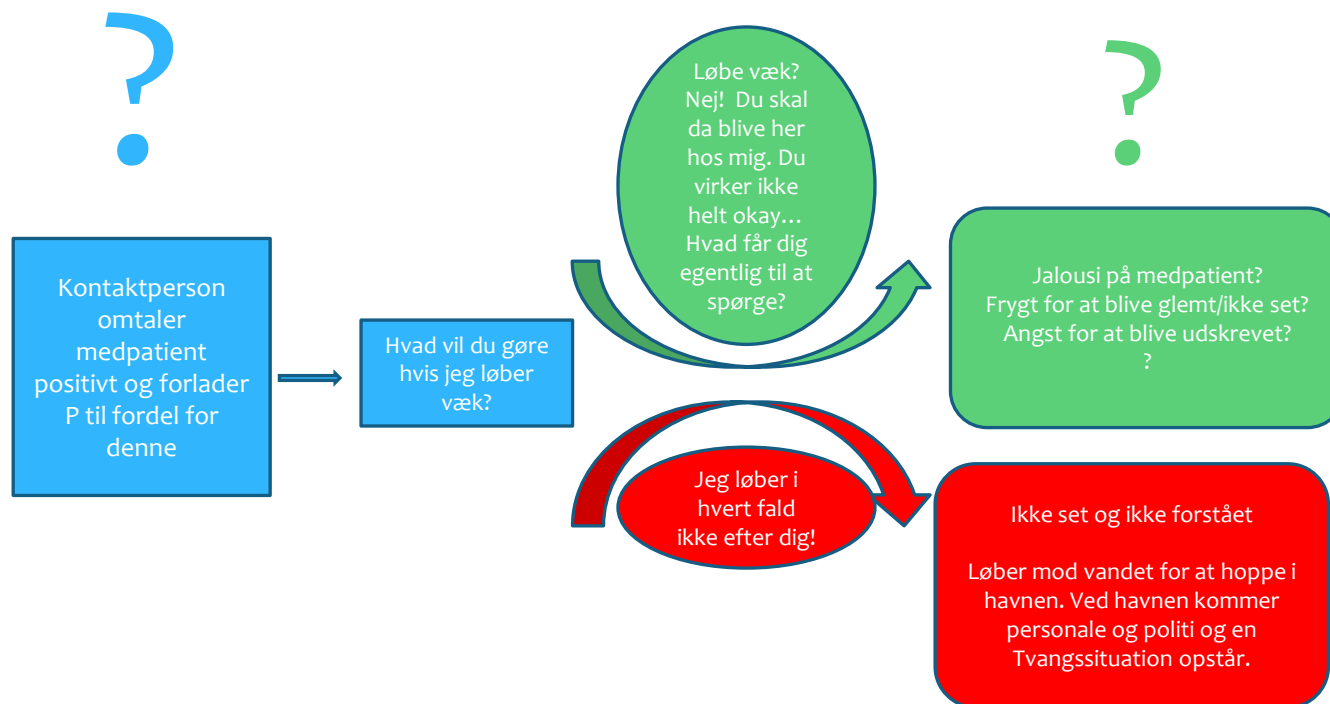 ?
Kontaktperson
omtaler
medpatient
positivt og forlader
P til fordel for
denne
Hvad vil du gøre
hvis jeg løber
væk?
Løbe væk?
Nej!  Du skal
da blive her
hos mig. Du
virker ikke
helt okay…
Hvad får dig
egentlig til at
spørge?
?
Jalousi på medpatient?
Frygt for at blive glemt/ikke set?
Angst for at blive udskrevet?
?
Jeg løber i
hvert fald
ikke efter dig!
Ikke set og ikke forstået
Løber mod vandet for at hoppe i
havnen. Ved havnen kommer
personale og politi og en
Tvangssituation opstår.